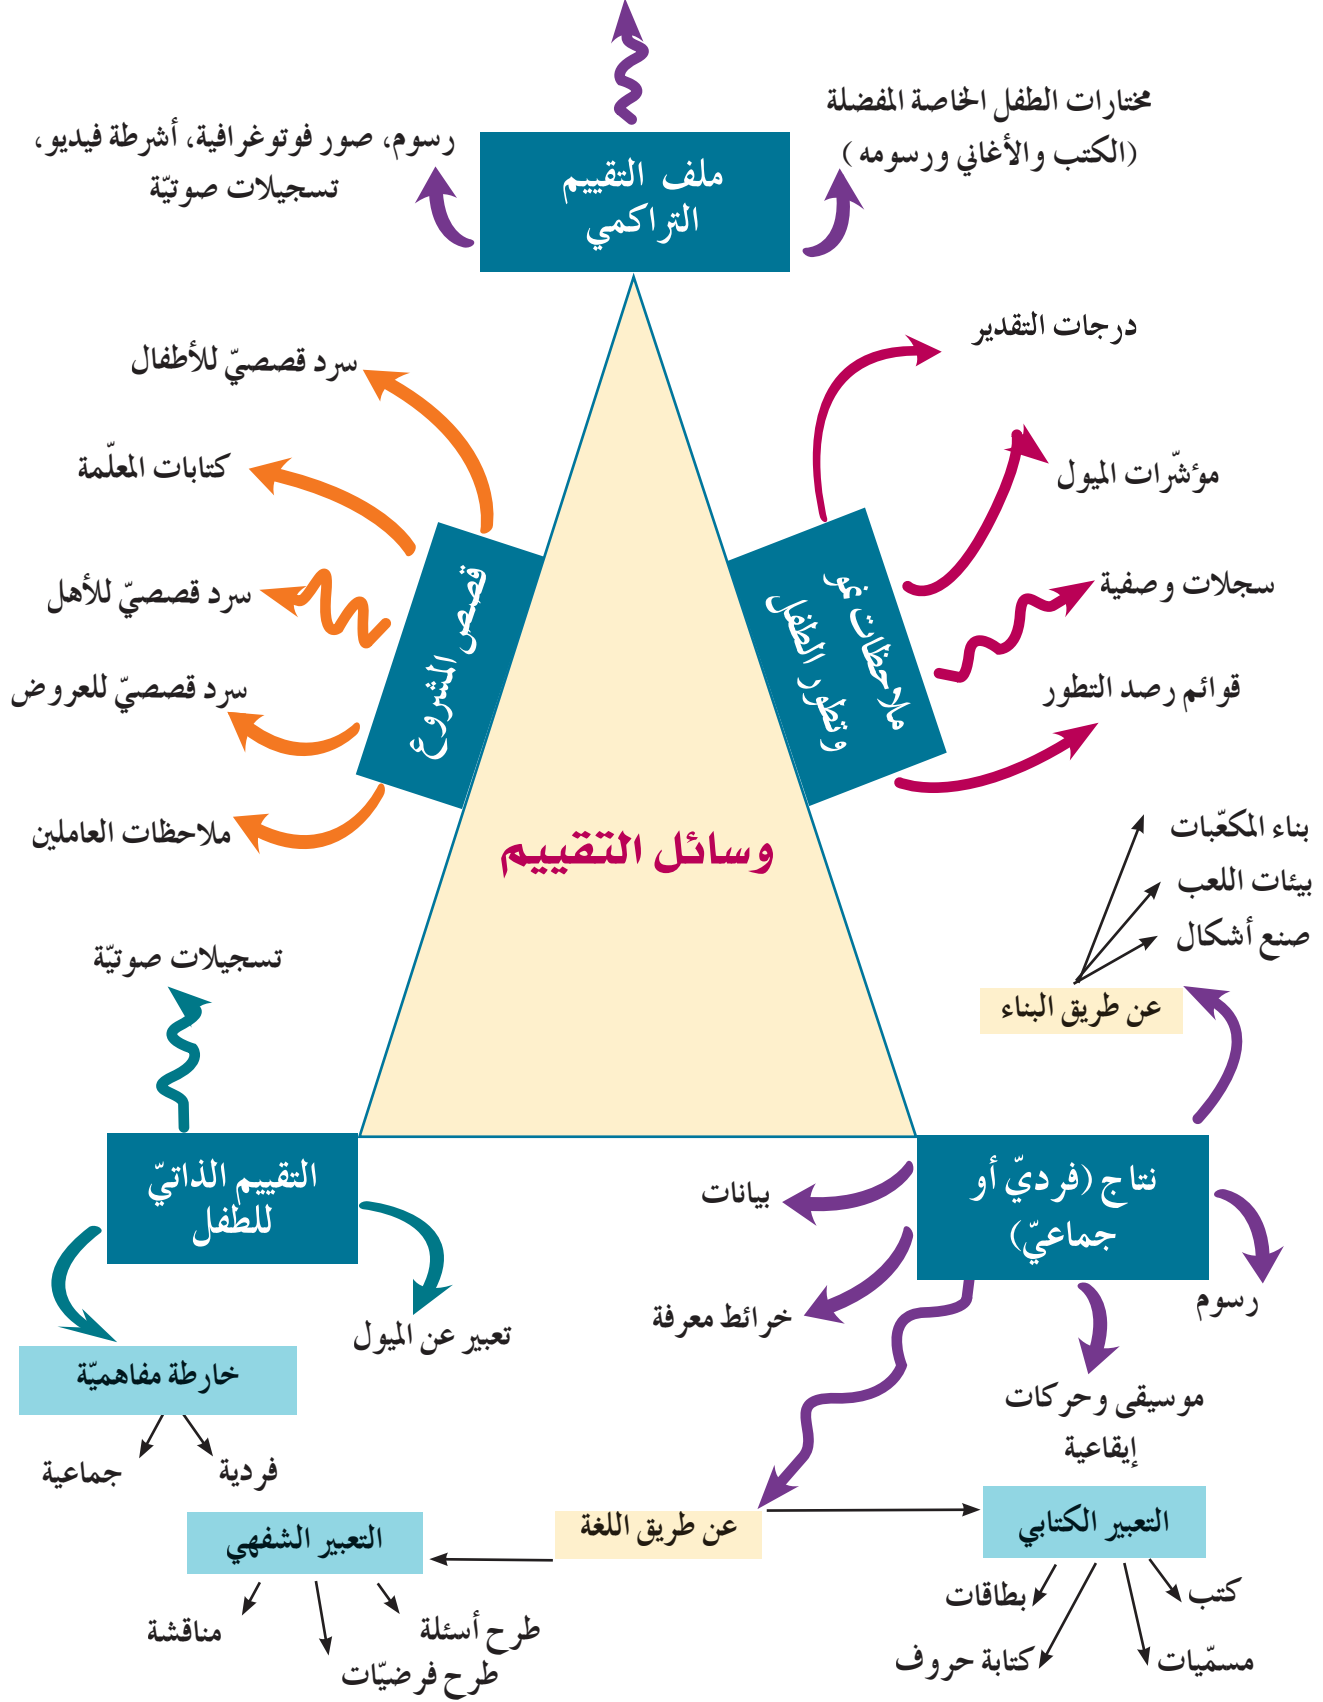 مختارات الطفل الخاصة المفضلة
(الكتب والأغاني ورسومه )
رسوم، صور فوتوغرافية، أشرطة فيديو،
تسجيلات صوتيّة
ملف التقييم
التراكمي
درجات التقدير
مؤشّرات الميول
سجلات وصفية
قوائم رصد التطور
ملاحظات نمو
وتطور الطفل
سرد قصصيّ للأطفال
كتابات المعلّمة
سرد قصصيّ للأهل
سرد قصصيّ للعروض
ملاحظات العاملين
قصص المشروع
وسائل التقييم
بناء المكعّبات
بيئات اللعب
صنع أشكال
عن طريق البناء
تسجيلات صوتيّة
نتاج (فرديّ أو
جماعيّ)
بيانات
خرائط معرفة
رسوم
موسيقى وحركات
إيقاعية
التقييم الذاتيّ
للطفل
تعبير عن الميول
خارطة مفاهميّة
فردية
جماعية
عن طريق اللغة
التعبير الكتابي
كتب
بطاقات
مسمّيات
كتابة حروف
التعبير الشفهي
طرح أسئلة
طرح فرضيّات
مناقشة